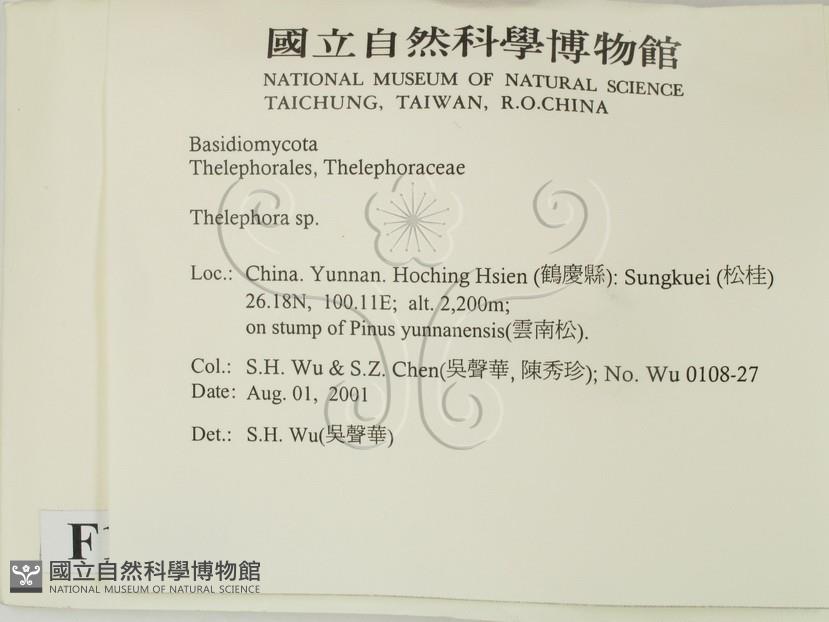 國立自然科學博物館
NATIONAL MUSEUM OF NATURAL SCIENCE
TAICHUNG, TAIWAN, R.O.CHINA
Basidiomycota
Thelephorales, Thelephoraceae
Thelephora sp.
Loc.: China. Yunnan. Hoching Hsien (鶴慶縣): Sungkuei (松桂)
26.18N, 100.11E; alt. 2,200m;
on stump of Pinus yunnanensis(雲南松).
Col.: S.H. Wu & S.Z. Chen(吳聲華, 陳秀珍); No. Wu 0108-27
Date: Aug. 01, 2001
Det.: S.H. Wu(吳聲華)
國立自然科學博物館
NATIONAL MUSEUM OF NATURAL SCIENCE